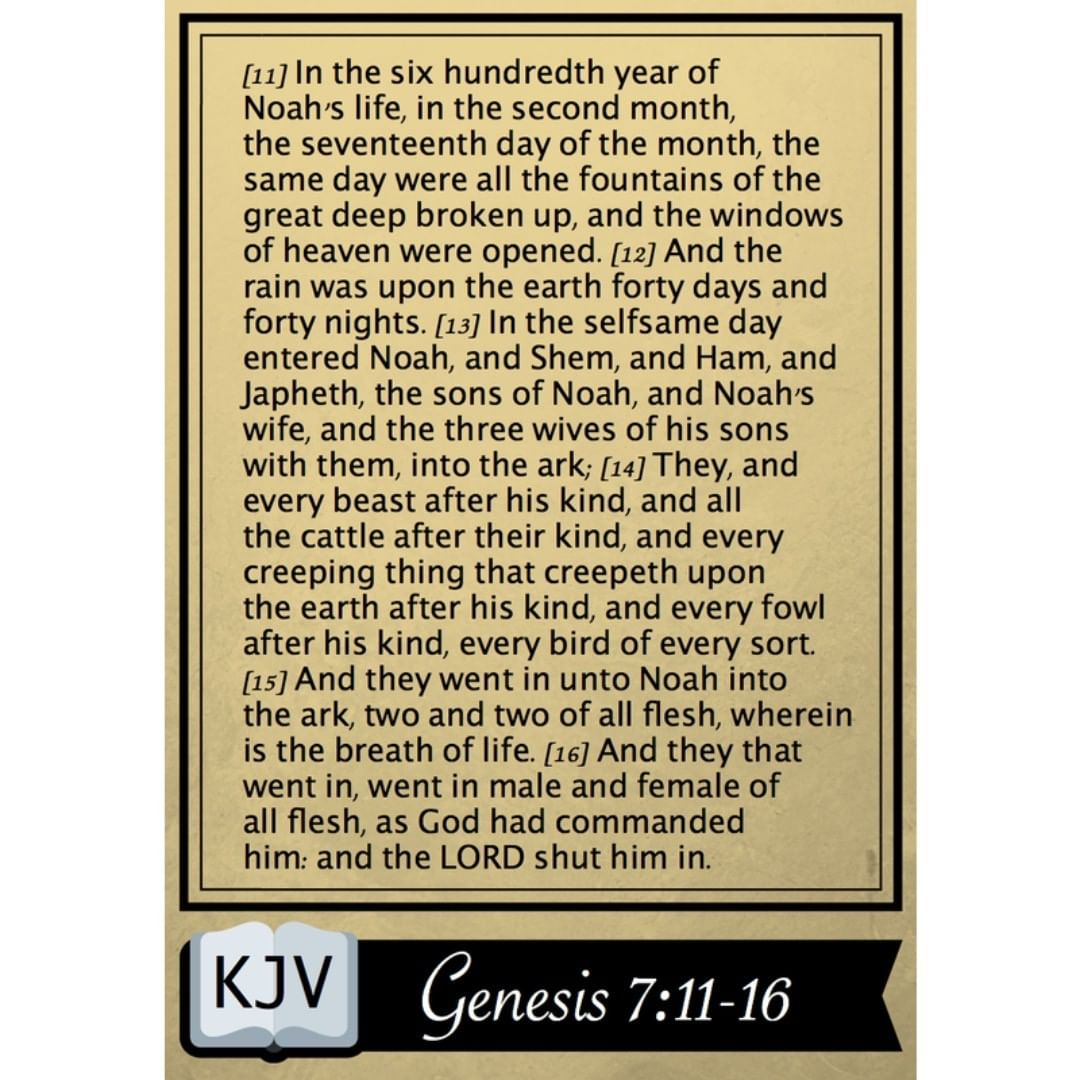 [11] In the six hundredth year of
Noah's life, in the second month,
the seventeenth day of the month, the
same day were all the fountains of the
great deep broken up, and the windows
of heaven were opened. [12] And the
rain was upon the earth forty days and
forty nights. [13] In the selfsame day
entered Noah, and Shem, and Ham, and
Japheth, the sons of Noah, and Noah's
wife, and the three wives of his sons
with them, into the ark; [14] They, and
every beast after his kind, and all
the cattle after their kind, and every
creeping thing that creepeth upon
the earth after his kind, and every fowl
after his kind, every bird of every sort.
[15] And they went in unto Noah into
the ark, two and two of all flesh, wherein
is the breath of life. [16] And they that
went in, went in male and female of
all flesh, as God had commanded
him: and the LORD shut him in.
KJV
Genesis 7:11-16